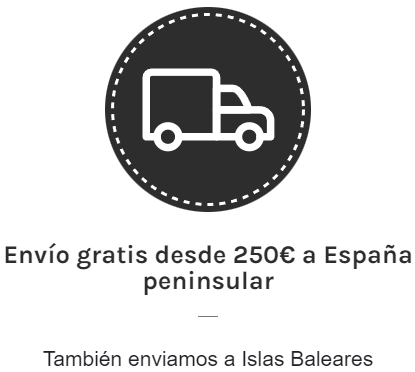 Envío gratis desde 250€ a España
peninsular
También enviamos a Islas Baleares